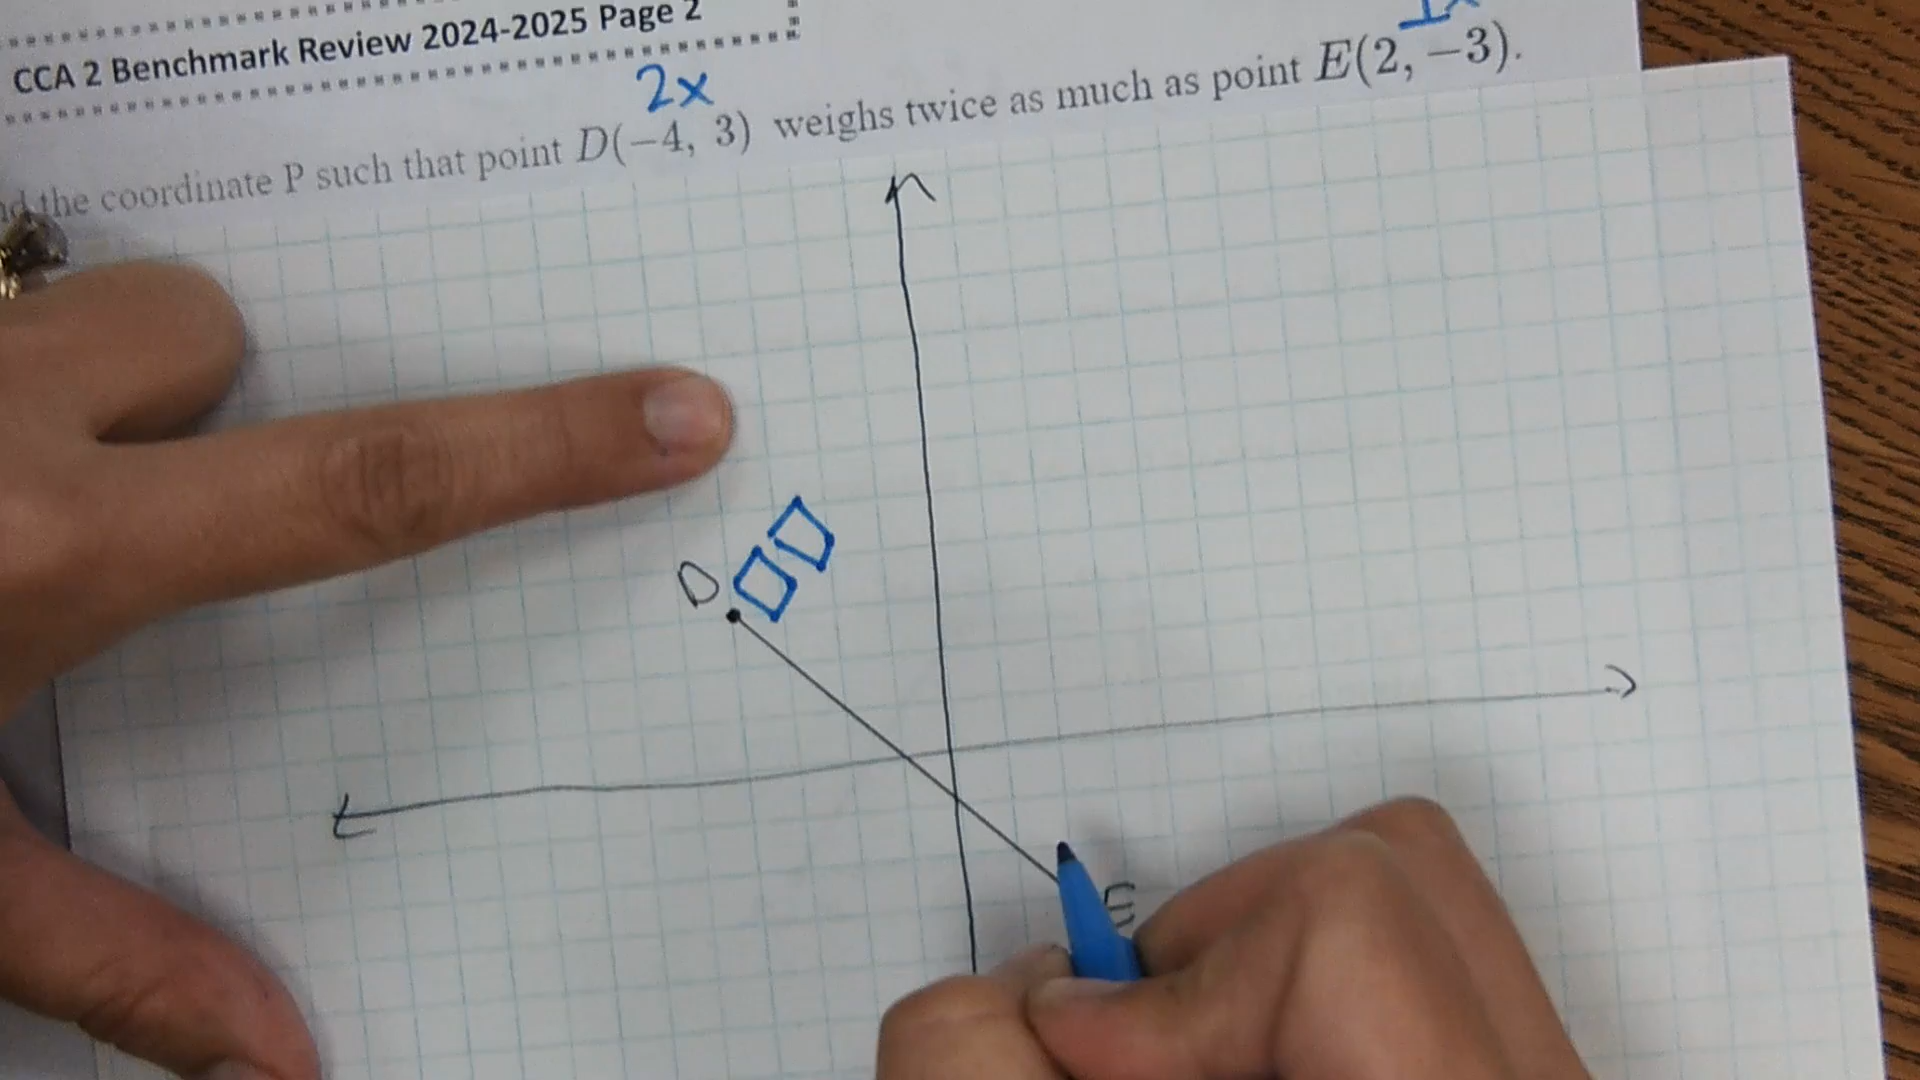 CCA 2 Benchmark Review 2024-2025 Page 2
2x
the coordinate P such that point D(−4, 3) weighs twice as much as point E(2, −3).
D
E